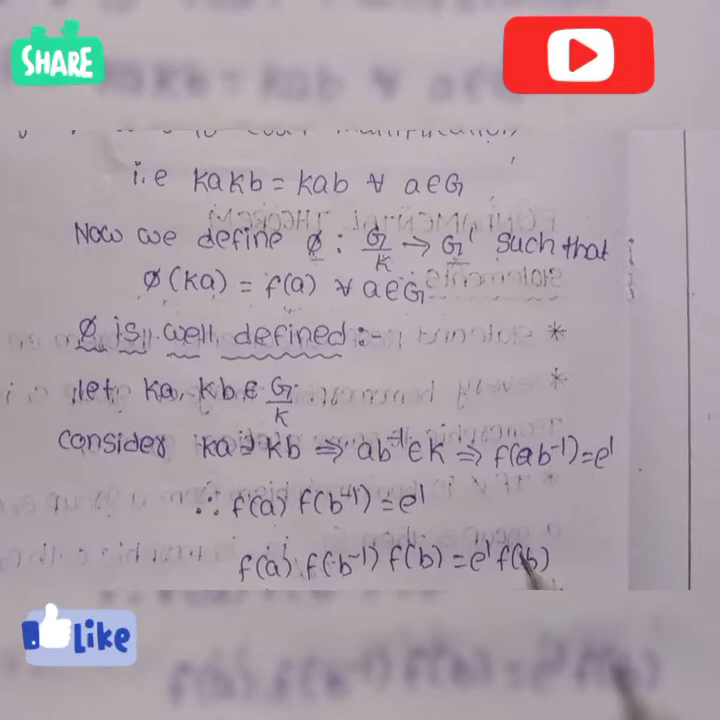 SHARE
i.e kakb = kab ∀ a∈G
Now we define ø : G/K → G' such that
ø(ka) = f(a) ∀ a∈G
ø is well defined :-
let ka, kb ∈ G/K
consider ka = kb ⇒ ab⁻¹∈K ⇒ f(ab⁻¹)=e'
∴ f(a) f(b⁻¹) = e'
f(a) f(b⁻¹) f(b) = e' f(b)
Like